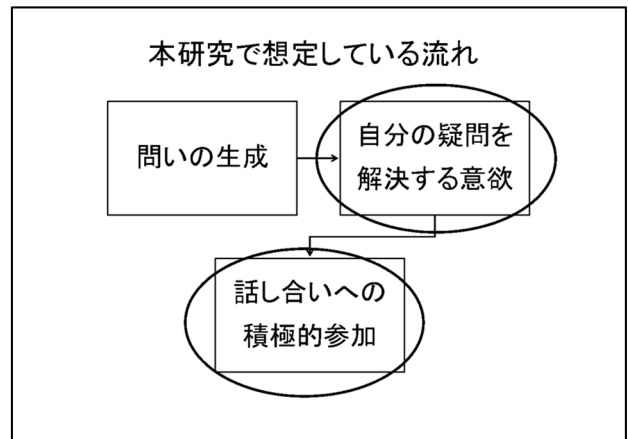 本研究で想定している流れ
問いの生成
自分の疑問を
解決する意欲
話し合いへの
積極的参加